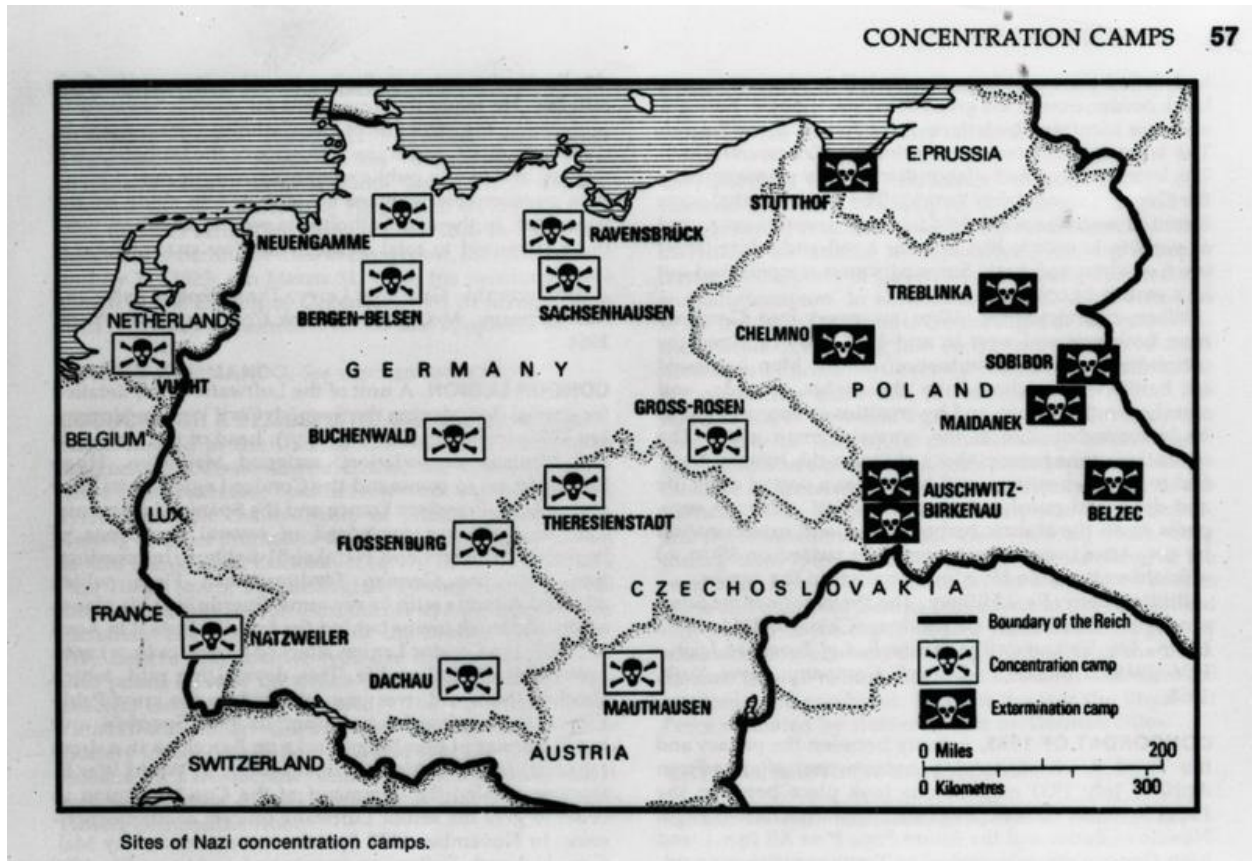 CONCENTRATION CAMPS 57
E. PRUSSIA
STUTTHOF
NEUENGAMME
RAVENSBRÜCK
BERGEN-BELSEN
SACHSENHAUSEN
TREBLINKA
NETHERLANDS
CHELMNO
SOBIBOR
VUGHT
GERMANY
POLAND
MAIDANEK
GROSS-ROSEN
BELGIUM
BUCHENWALD
AUSCHWITZ-
BIRKENAU
BELZEC
LUX.
THERESIENSTADT
FLOSSENBURG
CZECHOSLOVAKIA
FRANCE
NATZWEILER
DACHAU
MAUTHAUSEN
SWITZERLAND
AUSTRIA
Boundary of the Reich
Concentration camp
Extermination camp
0 Miles 200
0 Kilometres 300
Sites of Nazi concentration camps.